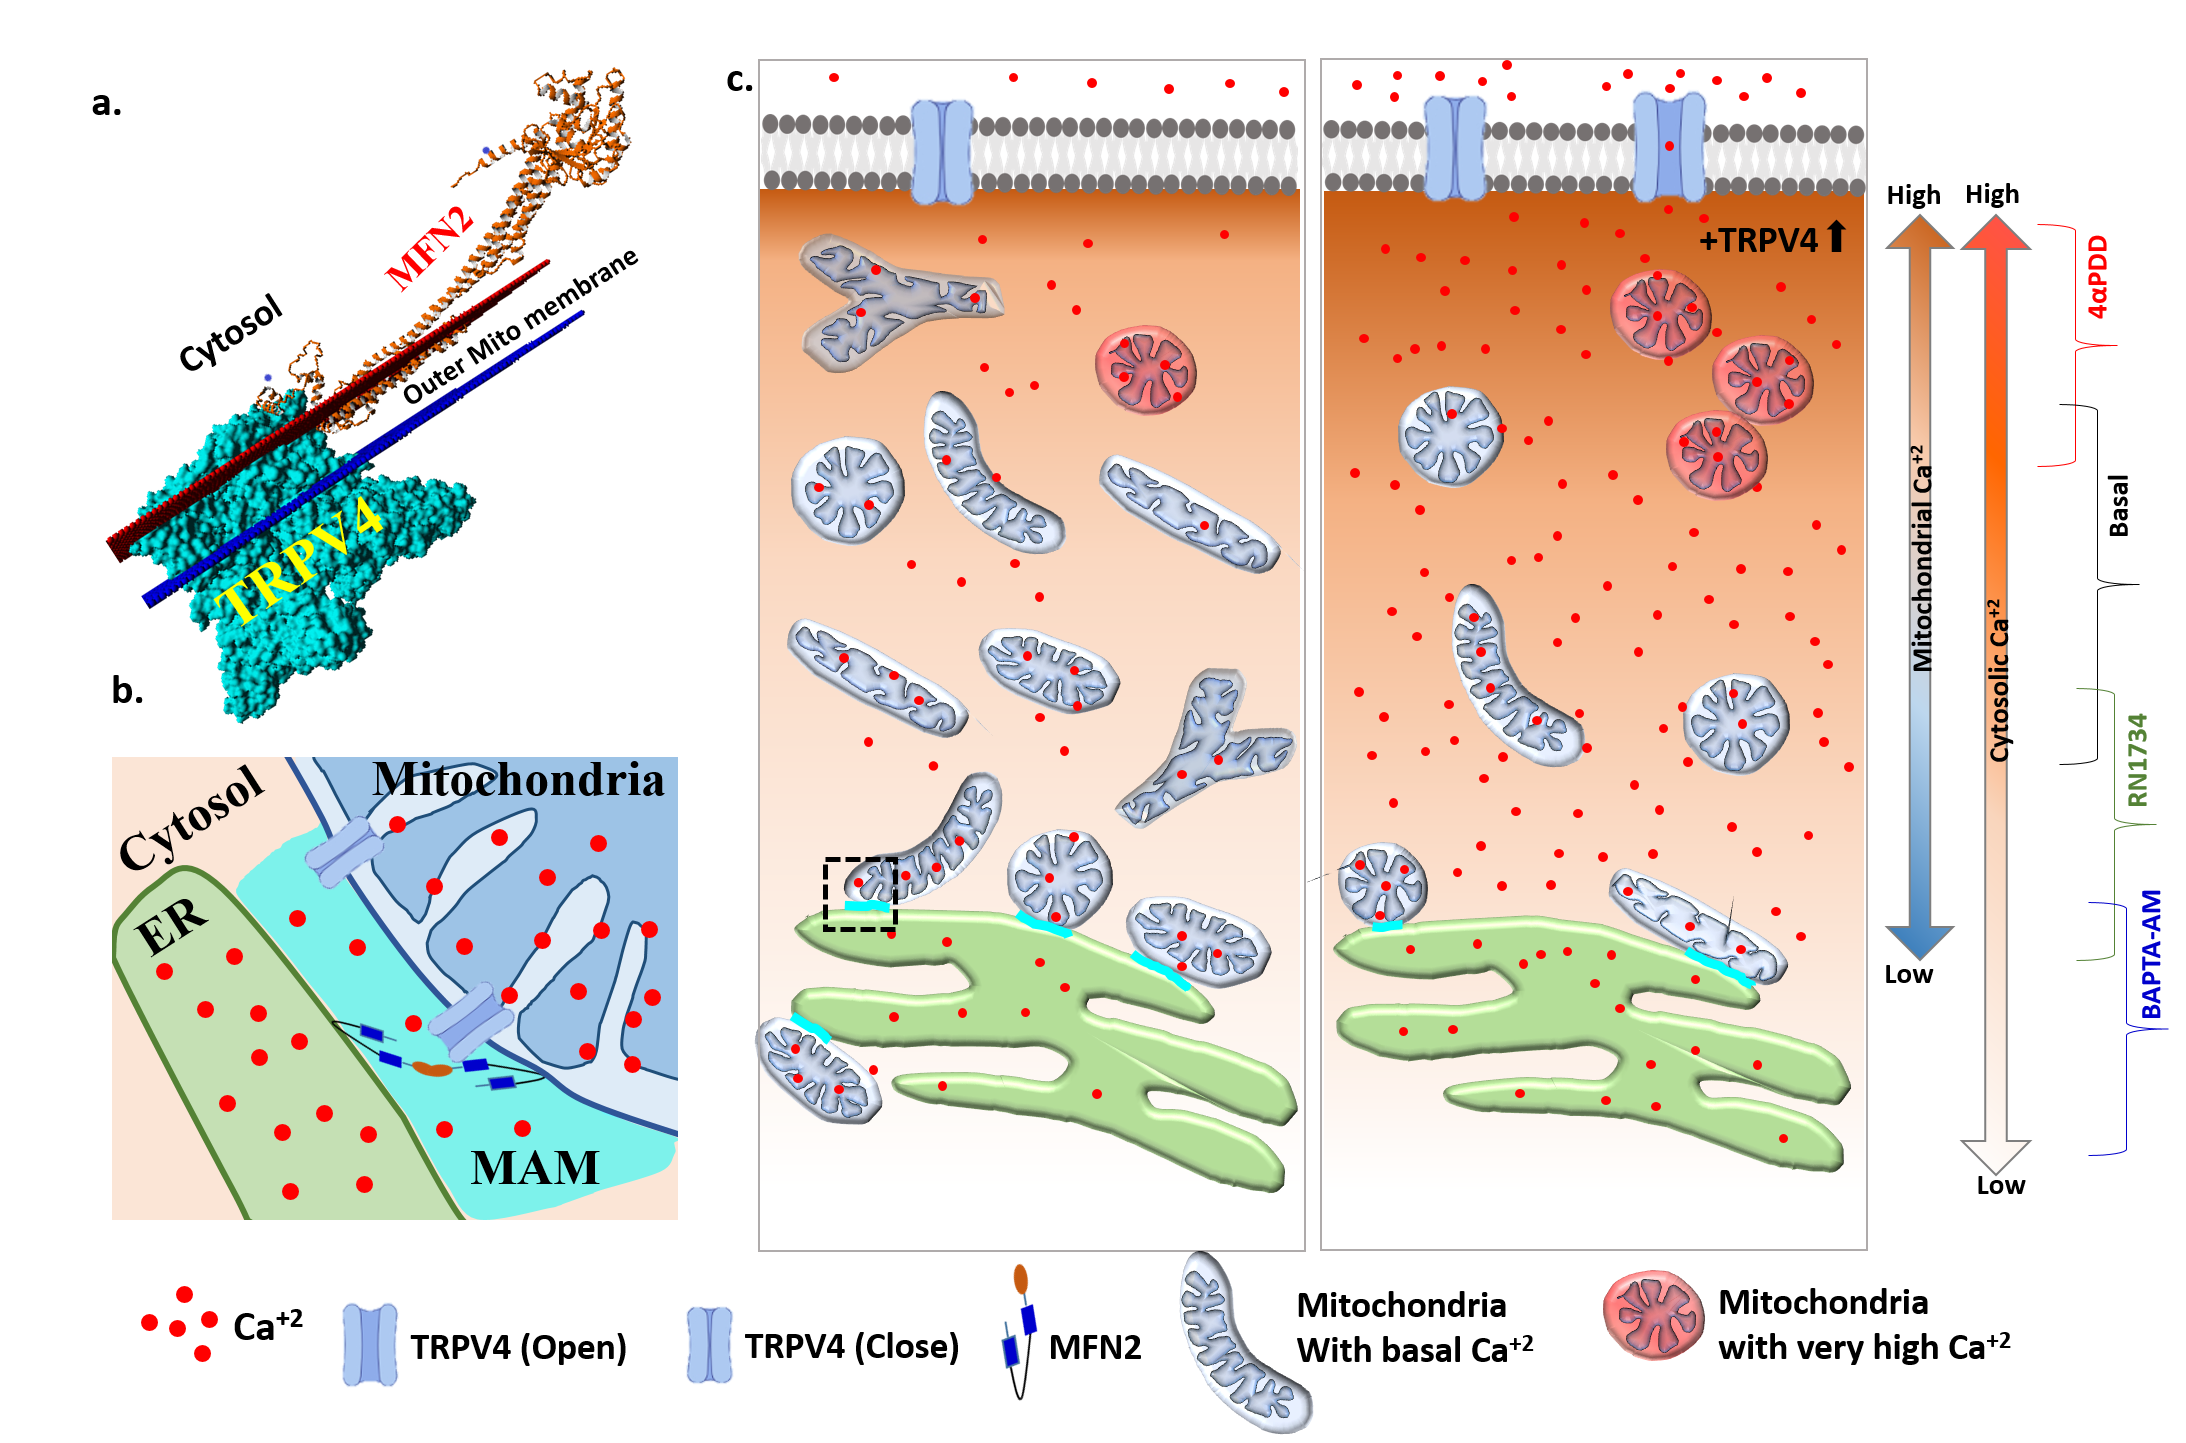 a.
MFN2
Cytosol
Outer Mito membrane
TRPV4
b.
Cytosol
Mitochondria
ER
MAM
c.
+TRPV4
High
High
Mitochondrial Ca+2
Cytosolic Ca+2
Low
Low
4αPDD
Basal
RN1734
BAPTA-AM
Ca+2
TRPV4 (Open)
TRPV4 (Close)
MFN2
Mitochondria
With basal Ca+2
Mitochondria
with very high Ca+2